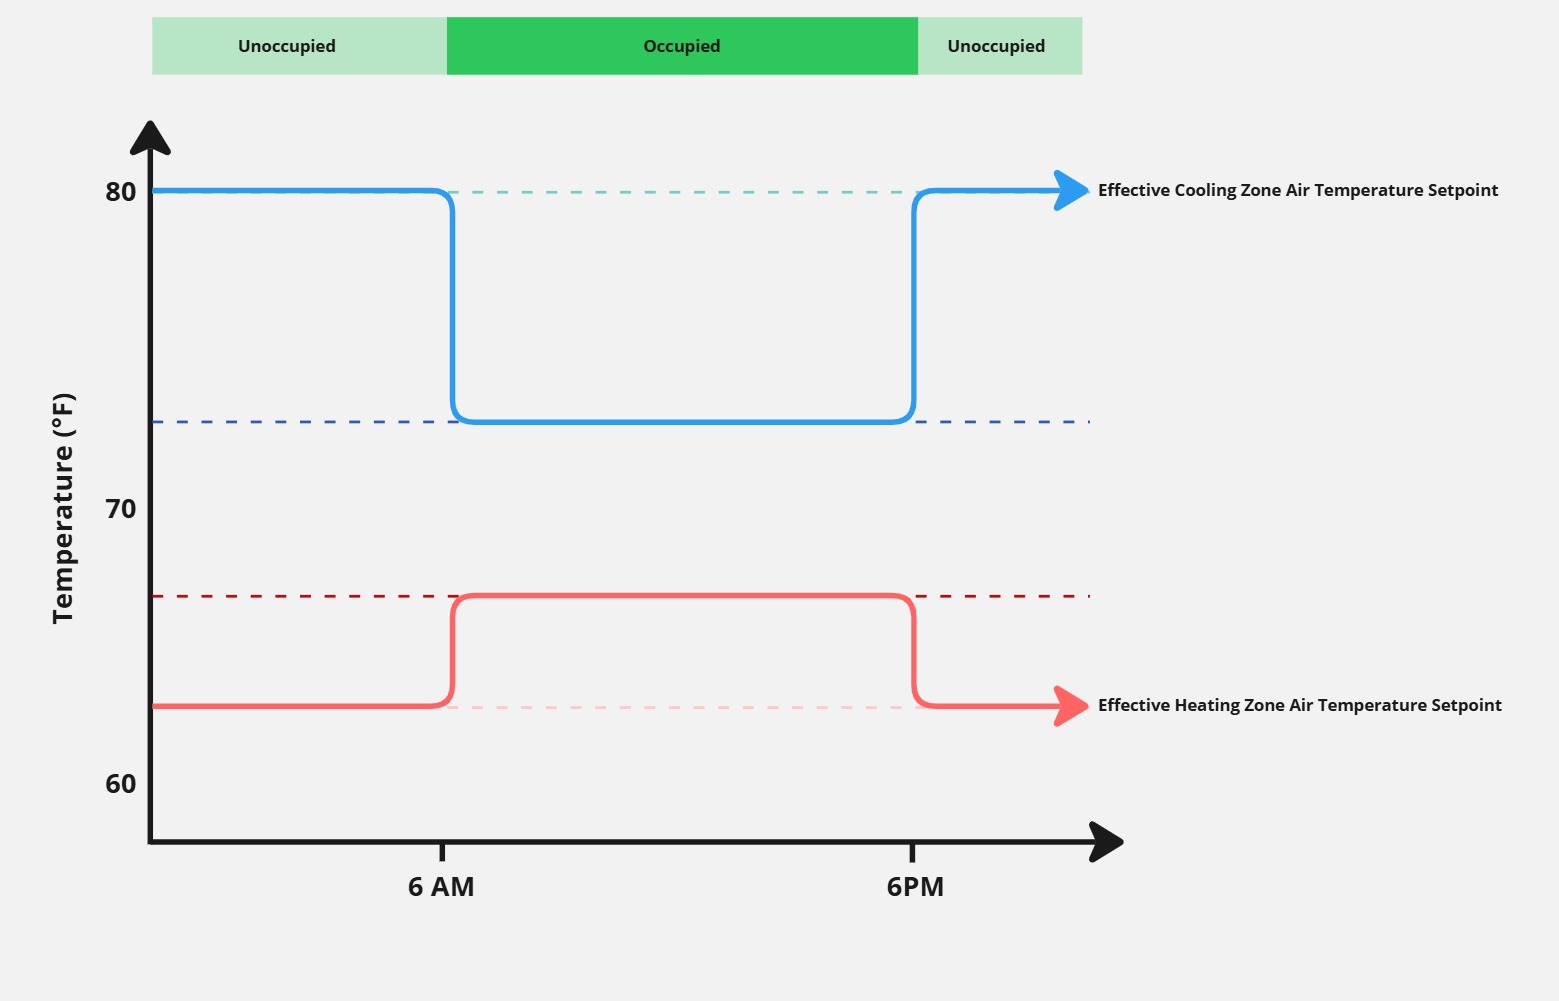 Unoccupied
Occupied
Unoccupied
80
Effective Cooling Zone Air Temperature Setpoint
Temperature (°F)
70
Effective Heating Zone Air Temperature Setpoint
60
6 AM
6PM